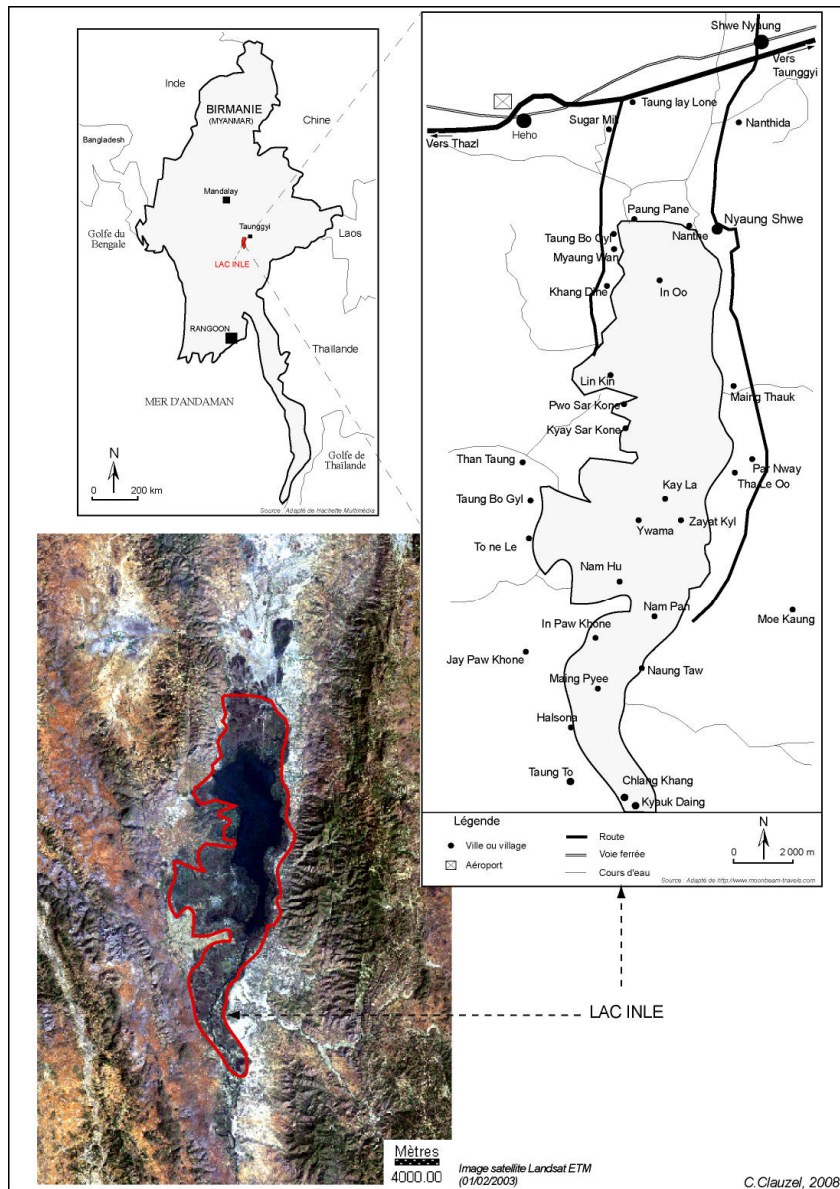 Inde
BIRMANIE
(MYANMAR)
Chine
Bangladesh
Mandalay
Golfe du
Bengale
Taunggyi
Laos
LAC INLE
RANGOON
Thaïlande
MER D'ANDAMAN
Golfe de
Thaïlande
N
0 200 km
Source : Adapté de Hachette Multimédia
Shwe Nyaung
Vers
Taunggyi
Taung lay Lone
Heho
Sugar Mill
Nanthida
Vers Thazl
Paung Pane
Nyaung Shwe
Taung Bo Gyl
Nanthe
Myaung Wan
Khang Dine
In Oo
Lin Kin
Maing Thauk
Pwo Sar Kone
Kyay Sar Kone
Than Taung
Par Nway
Tha Le Oo
Kay La
Taung Bo Gyl
Ywama
Zayat Kyl
To ne Le
Nam Hu
Nam Pan
Moe Kaung
In Paw Khone
Jay Paw Khone
Naung Taw
Maing Pyee
Halsona
Taung To
Chlang Khang
Kyauk Daing
Légende
Ville ou village
Aéroport
Route
Voie ferrée
Cours d'eau
N
0 2 000 m
Source : Adapté de http://www.moonbeam-travels.com
LAC INLE
Mètres
4000.00
Image satellite Landsat ETM
(01/02/2003)
C.Clauzel, 2008